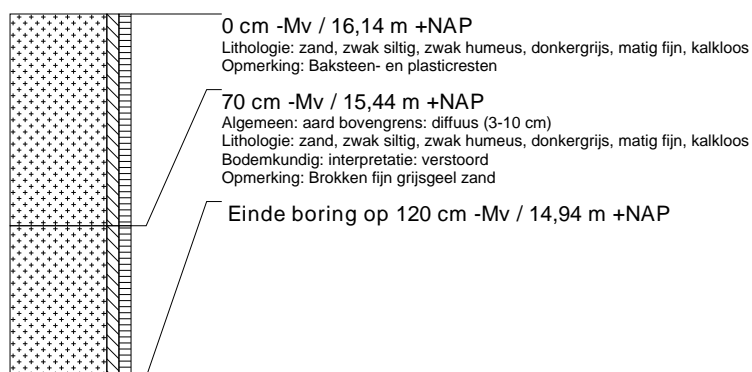 0 cm -Mv / 16,14 m +NAP
Lithologie: zand, zwak siltig, zwak humeus, donkergrijs, matig fijn, kalkloos
Opmerking: Baksteen- en plasticresten
70 cm -Mv / 15,44 m +NAP
Algemeen: aard bovengrens: diffuus (3-10 cm)
Lithologie: zand, zwak siltig, zwak humeus, donkergrijs, matig fijn, kalkloos
Bodemkundig: interpretatie: verstoord
Opmerking: Brokken fijn grijsgeel zand
Einde boring op 120 cm -Mv / 14,94 m +NAP